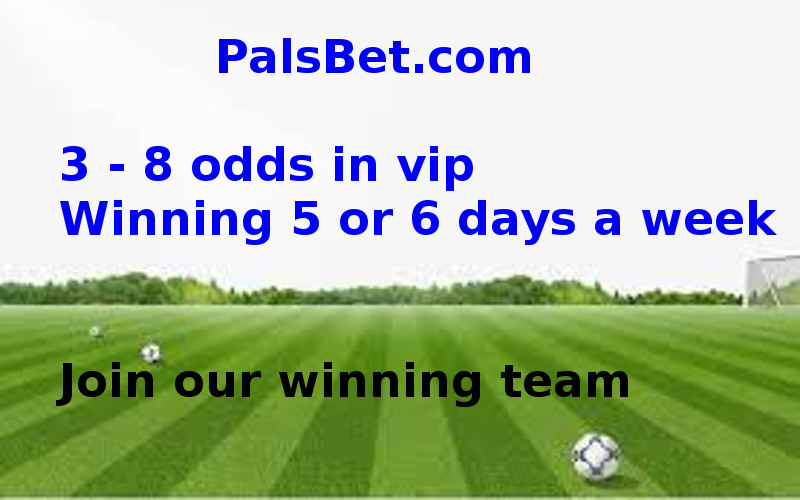 PalsBet.com
3 - 8 odds in vip
Winning 5 or 6 days a week
Join our winning team